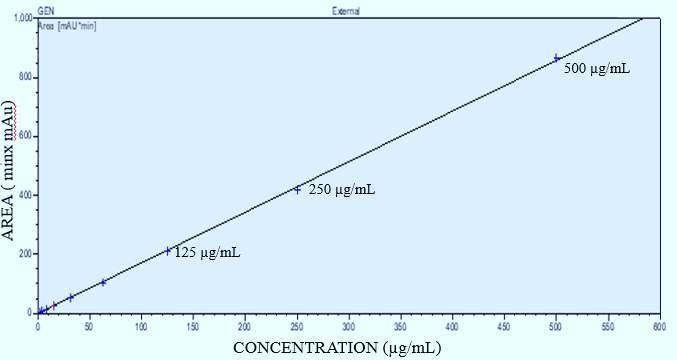 GEN
External
Area [mAU*min]
1,000
800
600
400
200
0
AREA ( minx mAu)
500 µg/mL
250 µg/mL
125 µg/mL
0 50 100 150 200 250 300 350 400 450 500 550 600
CONCENTRATION (µg/mL)